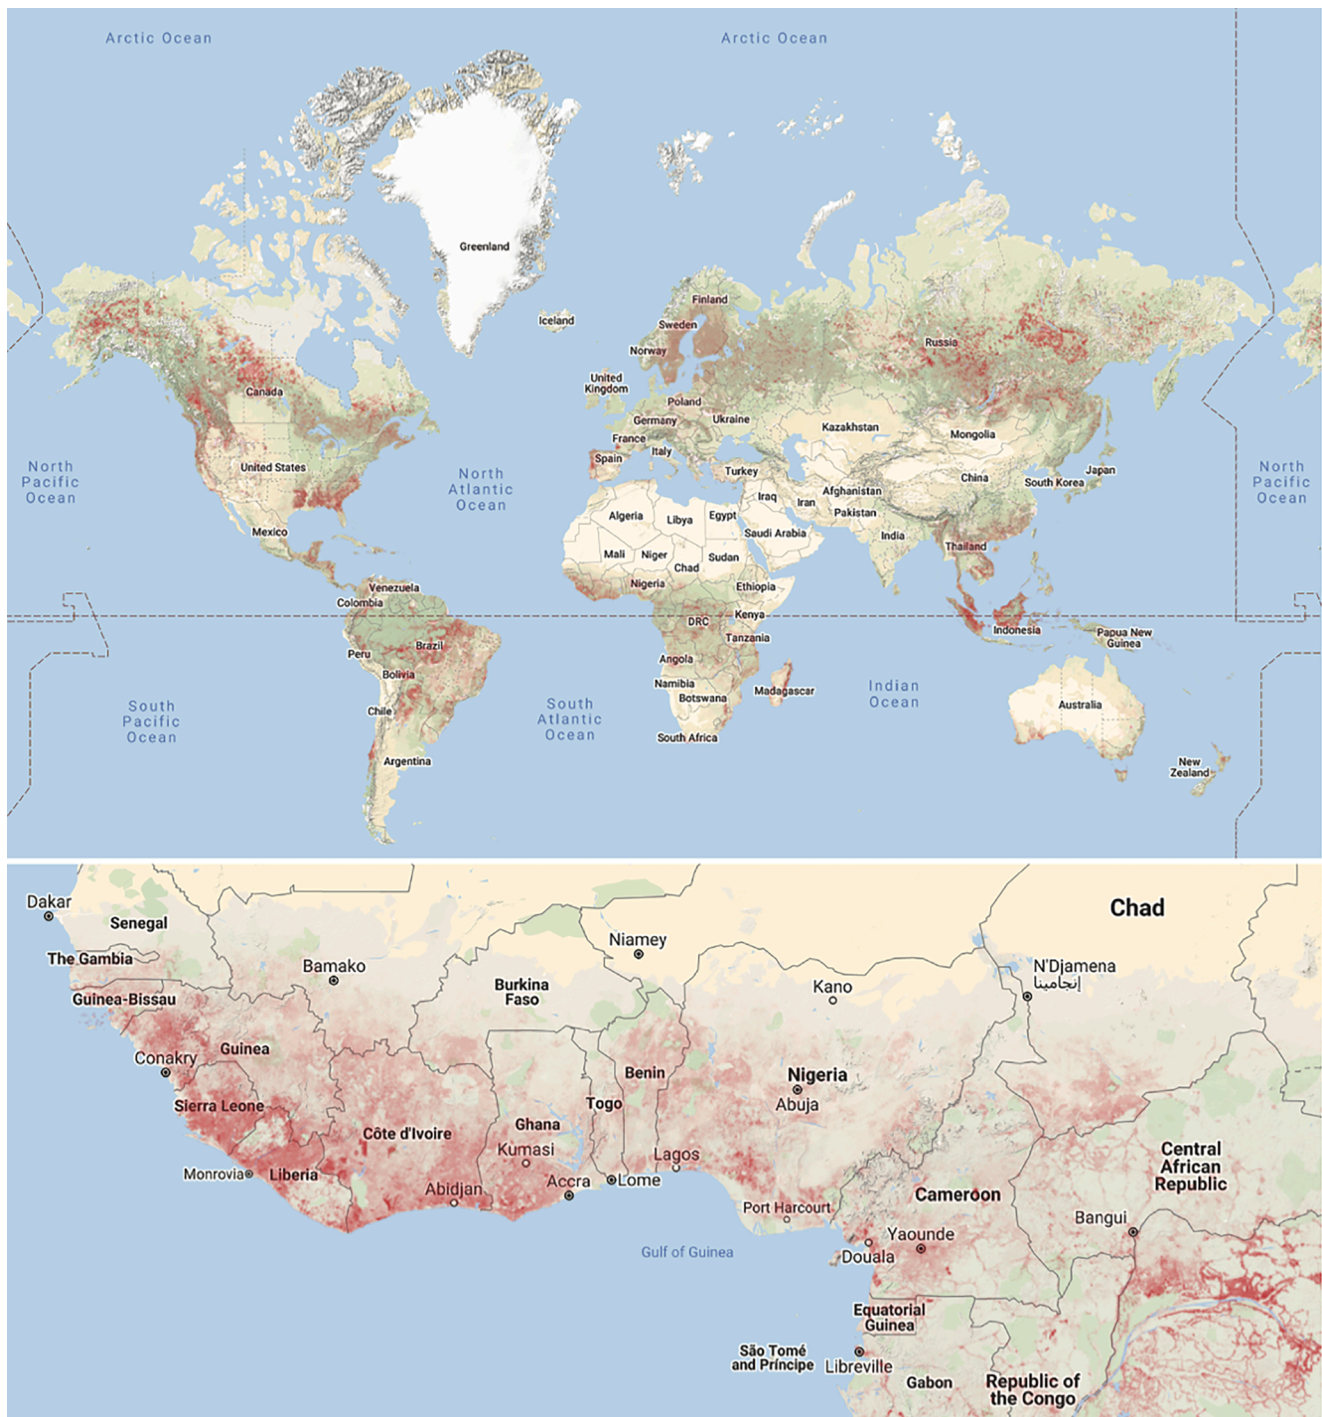 Arctic Ocean
Arctic Ocean
Greenland
Iceland
Finland
Sweden
Norway
Russia
United
Kingdom
Canada
Poland
Germany
Ukraine
France
Italy
Spain
Kazakhstan
Mongolia
North
Pacific
Ocean
United States
North
Atlantic
Ocean
Turkey
Iraq
Iran
Afghanistan
Pakistan
China
South Korea
Japan
North
Pacific
Ocean
Mexico
Algeria
Libya
Egypt
Saudi Arabia
India
Thailand
Mali
Niger
Chad
Sudan
Venezuela
Colombia
Nigeria
Ethiopia
DRC
Kenya
Tanzania
Indonesia
Papua New
Guinea
Brazil
Peru
Bolivia
Angola
Namibia
Botswana
Madagascar
Indian
Ocean
Australia
South
Pacific
Ocean
Chile
South
Atlantic
Ocean
South Africa
Argentina
New
Zealand
Dakar
Senegal
Chad
The Gambia
Bamako
Niamey
N'Djamena
إنجامينا
Guinea-Bissau
Burkina
Faso
Kano
Conakry
Guinea
Benin
Nigeria
Abuja
Sierra Leone
Togo
Côte d'Ivoire
Ghana
Kumasi
Lagos
Central
African
Republic
Monrovia
Liberia
Abidjan
Accra
Lome
Port Harcourt
Cameroon
Bangui
Yaounde
Douala
Gulf of Guinea
Equatorial
Guinea
São Tomé
and Príncipe
Libreville
Gabon
Republic of
the Congo